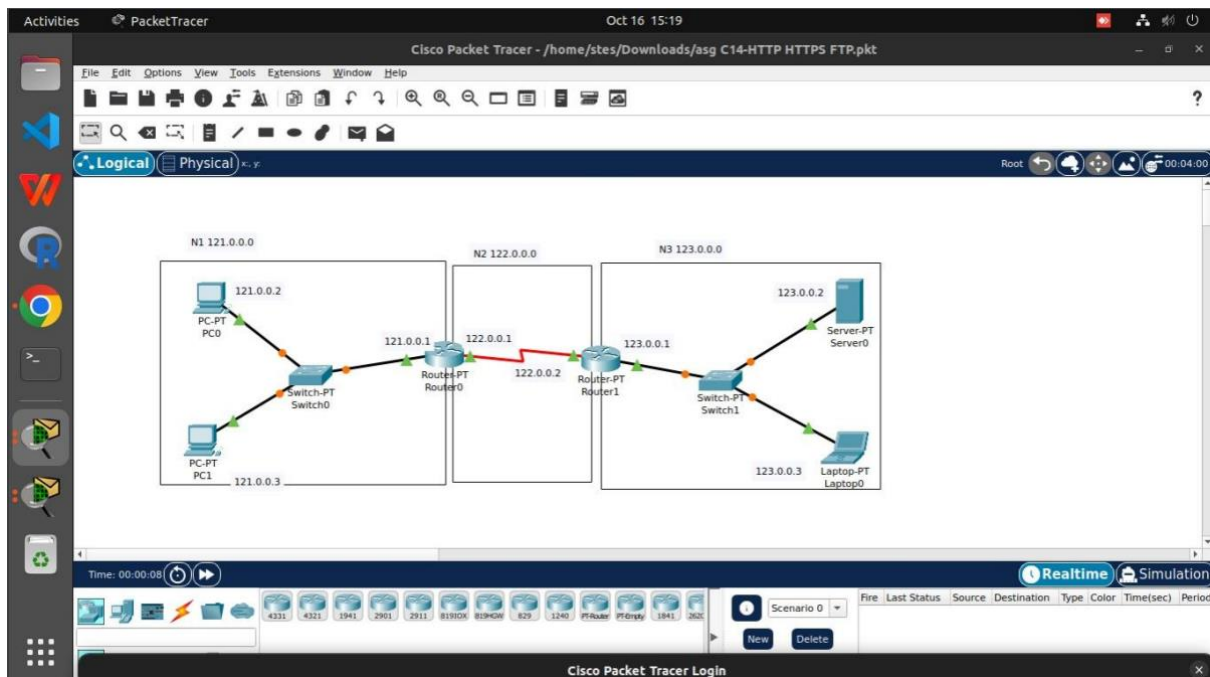 Activities PacketTracer Oct 16 15:19
Cisco Packet Tracer - /home/stes/Downloads/asg C14-HTTP HTTPS FTP.pkt
File Edit Options View Tools Extensions Window Help
?
Logical Physical x:, y: Root 00:04:00
N1 121.0.0.0
N2 122.0.0.0
N3 123.0.0.0
121.0.0.2
PC-PT
PC0
121.0.0.1
122.0.0.1
122.0.0.2
123.0.0.1
123.0.0.2
Server-PT
Server0
Switch-PT
Switch0
Router-PT
Router0
Router-PT
Router1
Switch-PT
Switch1
PC-PT
PC1
121.0.0.3
123.0.0.3
Laptop-PT
Laptop0
Time: 00:00:08 Realtime Simulation
4331 4321 1941 2901 2911 819IOX 819HGW 829 1240 PT-Router PT-Empty 1841
Scenario 0
Fire Last Status Source Destination Type Color Time(sec) Period
New Delete
Cisco Packet Tracer Login